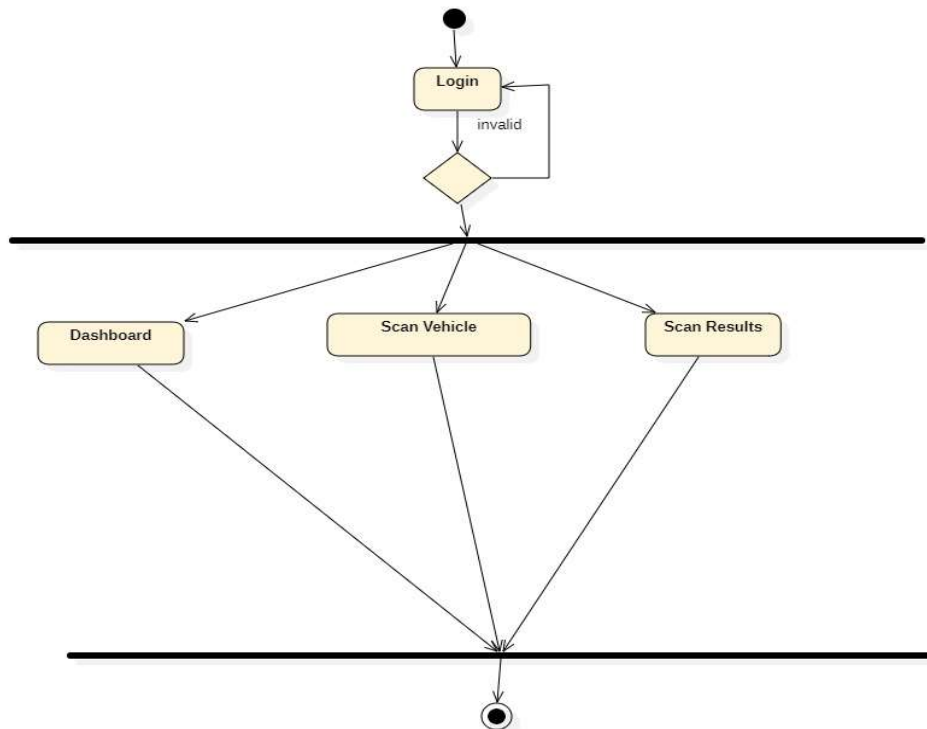 Login
invalid
Dashboard
Scan Vehicle
Scan Results